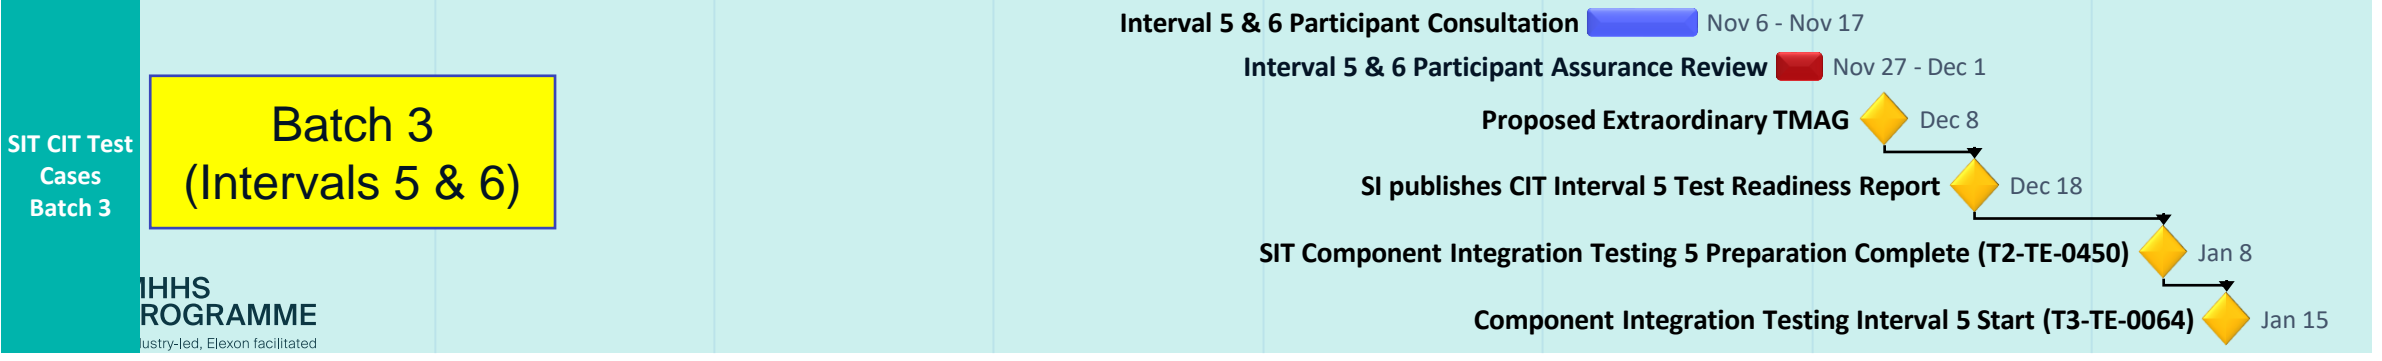 SIT CIT Test
Cases
Batch 3
Batch 3
(Intervals 5 & 6)
Interval 5 & 6 Participant Consultation Nov 6 - Nov 17
Interval 5 & 6 Participant Assurance Review Nov 27 - Dec 1
Proposed Extraordinary TMAG Dec 8
SI publishes CIT Interval 5 Test Readiness Report Dec 18
SIT Component Integration Testing 5 Preparation Complete (T2-TE-0450) Jan 8
Component Integration Testing Interval 5 Start (T3-TE-0064) Jan 15
HHS
ROGRAMME
ustry-led, Elexon facilitated